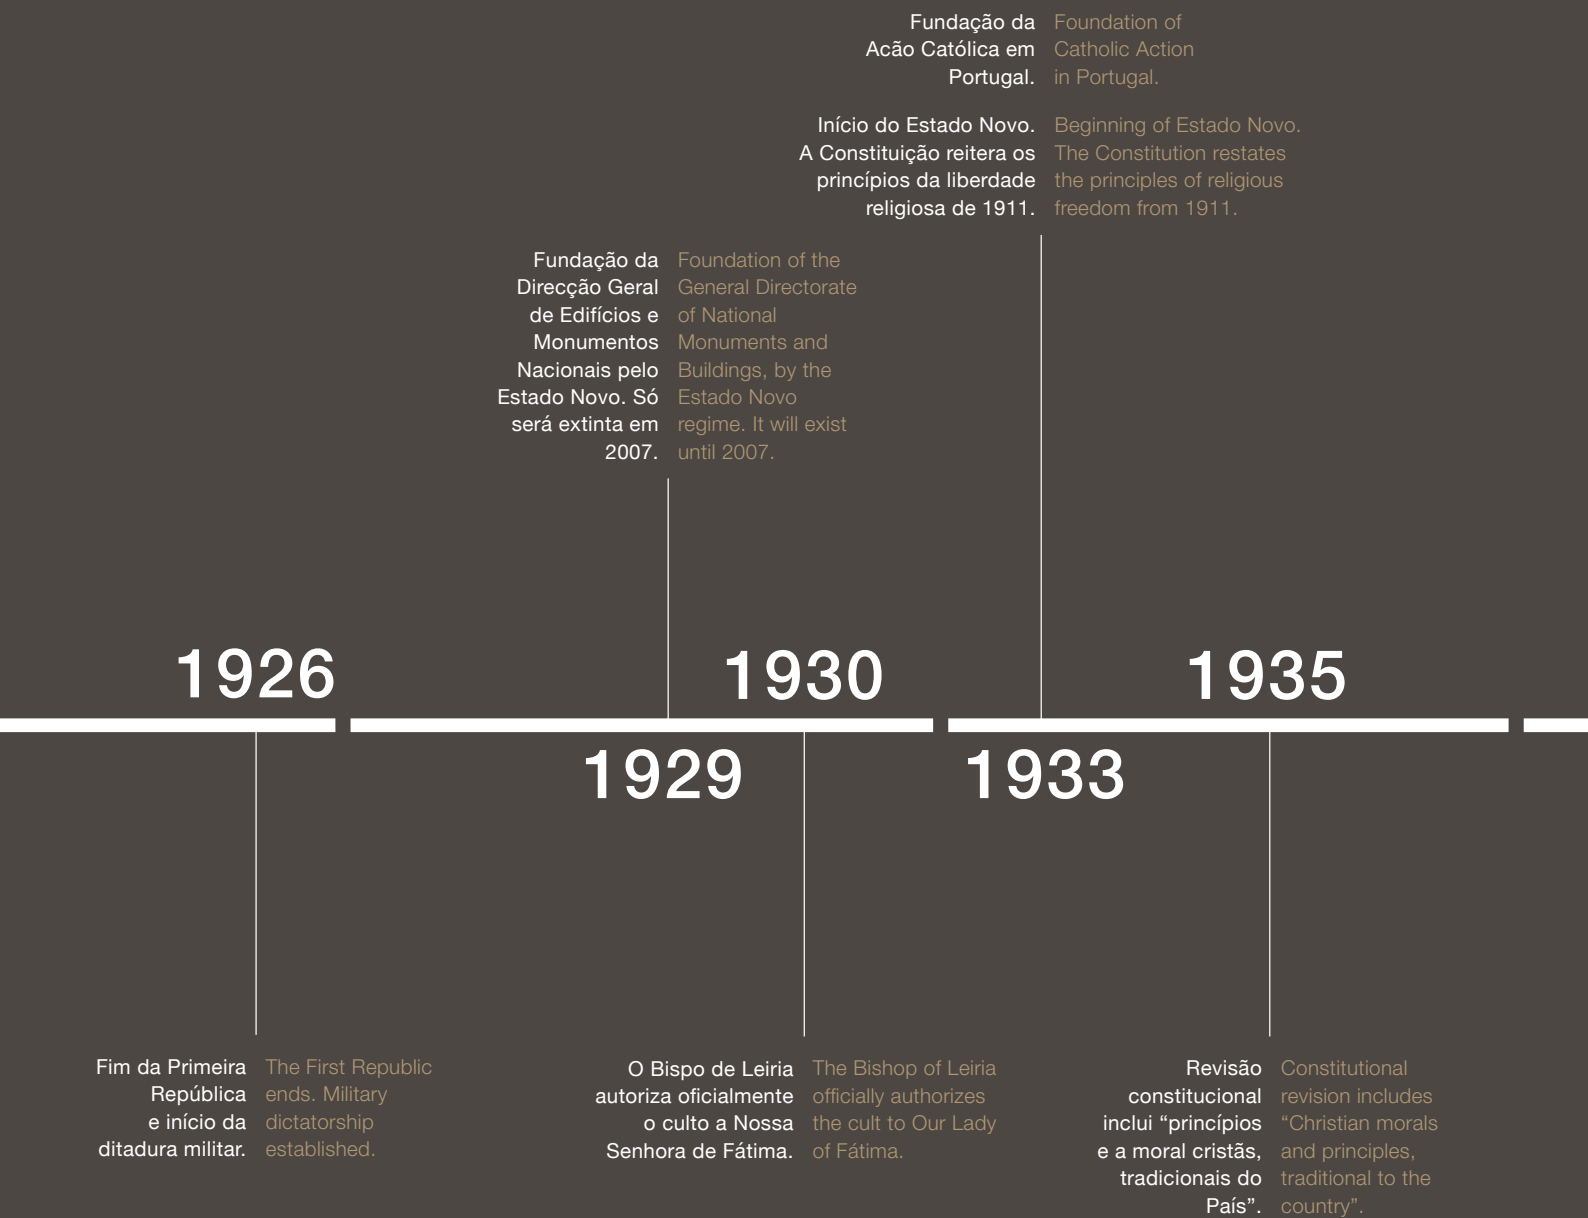 Fundação da
Acão Católica em
Portugal.
Foundation of
Catholic Action
in Portugal.
Início do Estado Novo.
A Constituição reitera os
princípios da liberdade
religiosa de 1911.
Beginning of Estado Novo.
The Constitution restates
the principles of religious
freedom from 1911.
Fundação da
Direcção Geral
de Edifícios e
Monumentos
Nacionais pelo
Estado Novo. Só
será extinta em
2007.
Foundation of the
General Directorate
of National
Monuments and
Buildings, by the
Estado Novo
regime. It will exist
until 2007.
1926
1930
1935
1929
1933
Fim da Primeira
República
e início da
ditadura militar.
The First Republic
ends. Military
dictatorship
established.
O Bispo de Leiria
autoriza oficialmente
o culto a Nossa
Senhora de Fátima.
The Bishop of Leiria
officially authorizes
the cult to Our Lady
of Fátima.
Revisão
constitucional
inclui “princípios
e a moral cristãs,
tradicionais do
País”.
Constitutional
revision includes
“Christian morals
and principles,
traditional to the
country”.